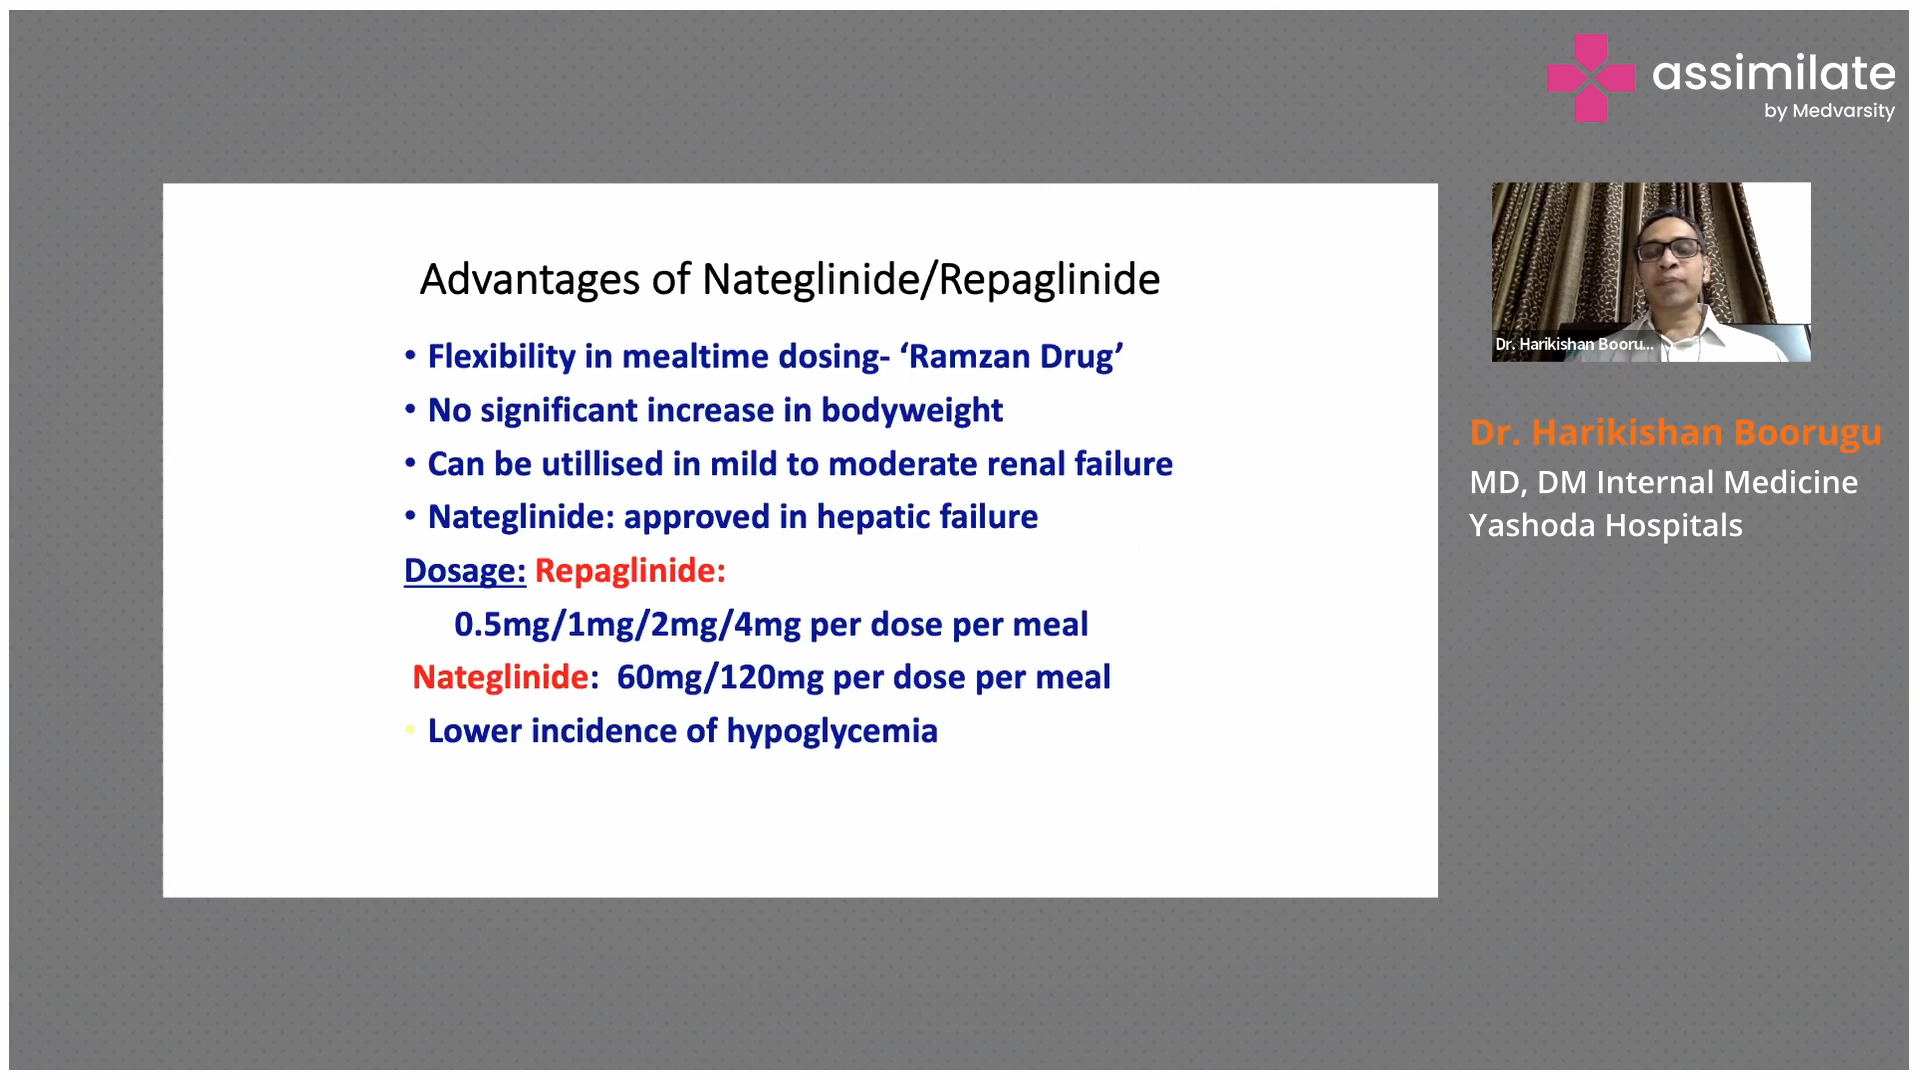 assimilate
by Medvarsity
Advantages of Nateglinide/Repaglinide
• Flexibility in mealtime dosing- ‘Ramzan Drug’
• No significant increase in bodyweight
• Can be utillised in mild to moderate renal failure
• Nateglinide: approved in hepatic failure
Dosage: Repaglinide:
0.5mg/1mg/2mg/4mg per dose per meal
Nateglinide: 60mg/120mg per dose per meal
• Lower incidence of hypoglycemia
Dr. Harikishan Booru...
Dr. Harikishan Boorugu
MD, DM Internal Medicine
Yashoda Hospitals